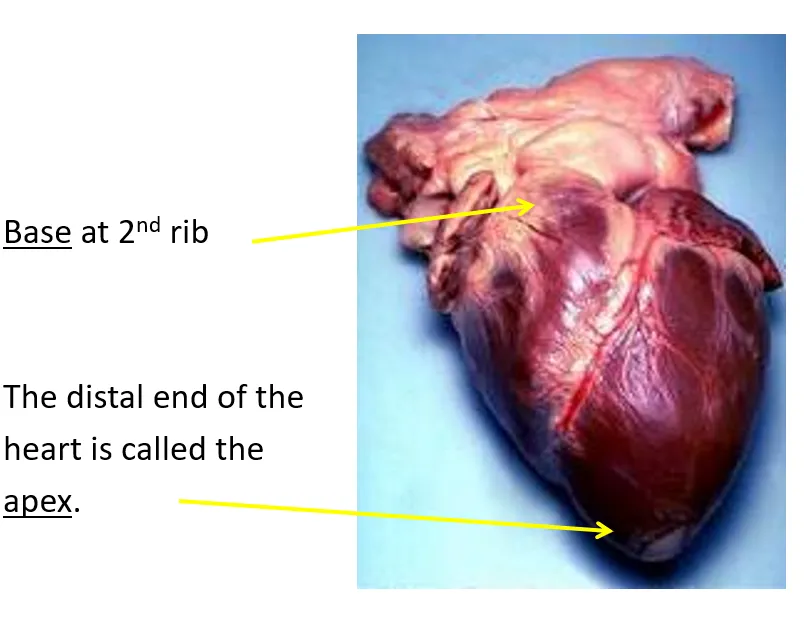 Base at 2nd rib
The distal end of the
heart is called the
apex.